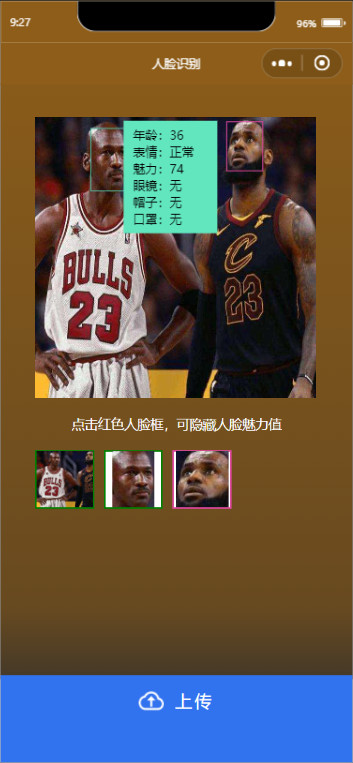 9:27
96%
人脸识别
年龄：36
表情：正常
魅力：74
眼镜：无
帽子：无
口罩：无
BULLS
23
C
23
点击红色人脸框，可隐藏人脸魅力值
BULLS
23
上传